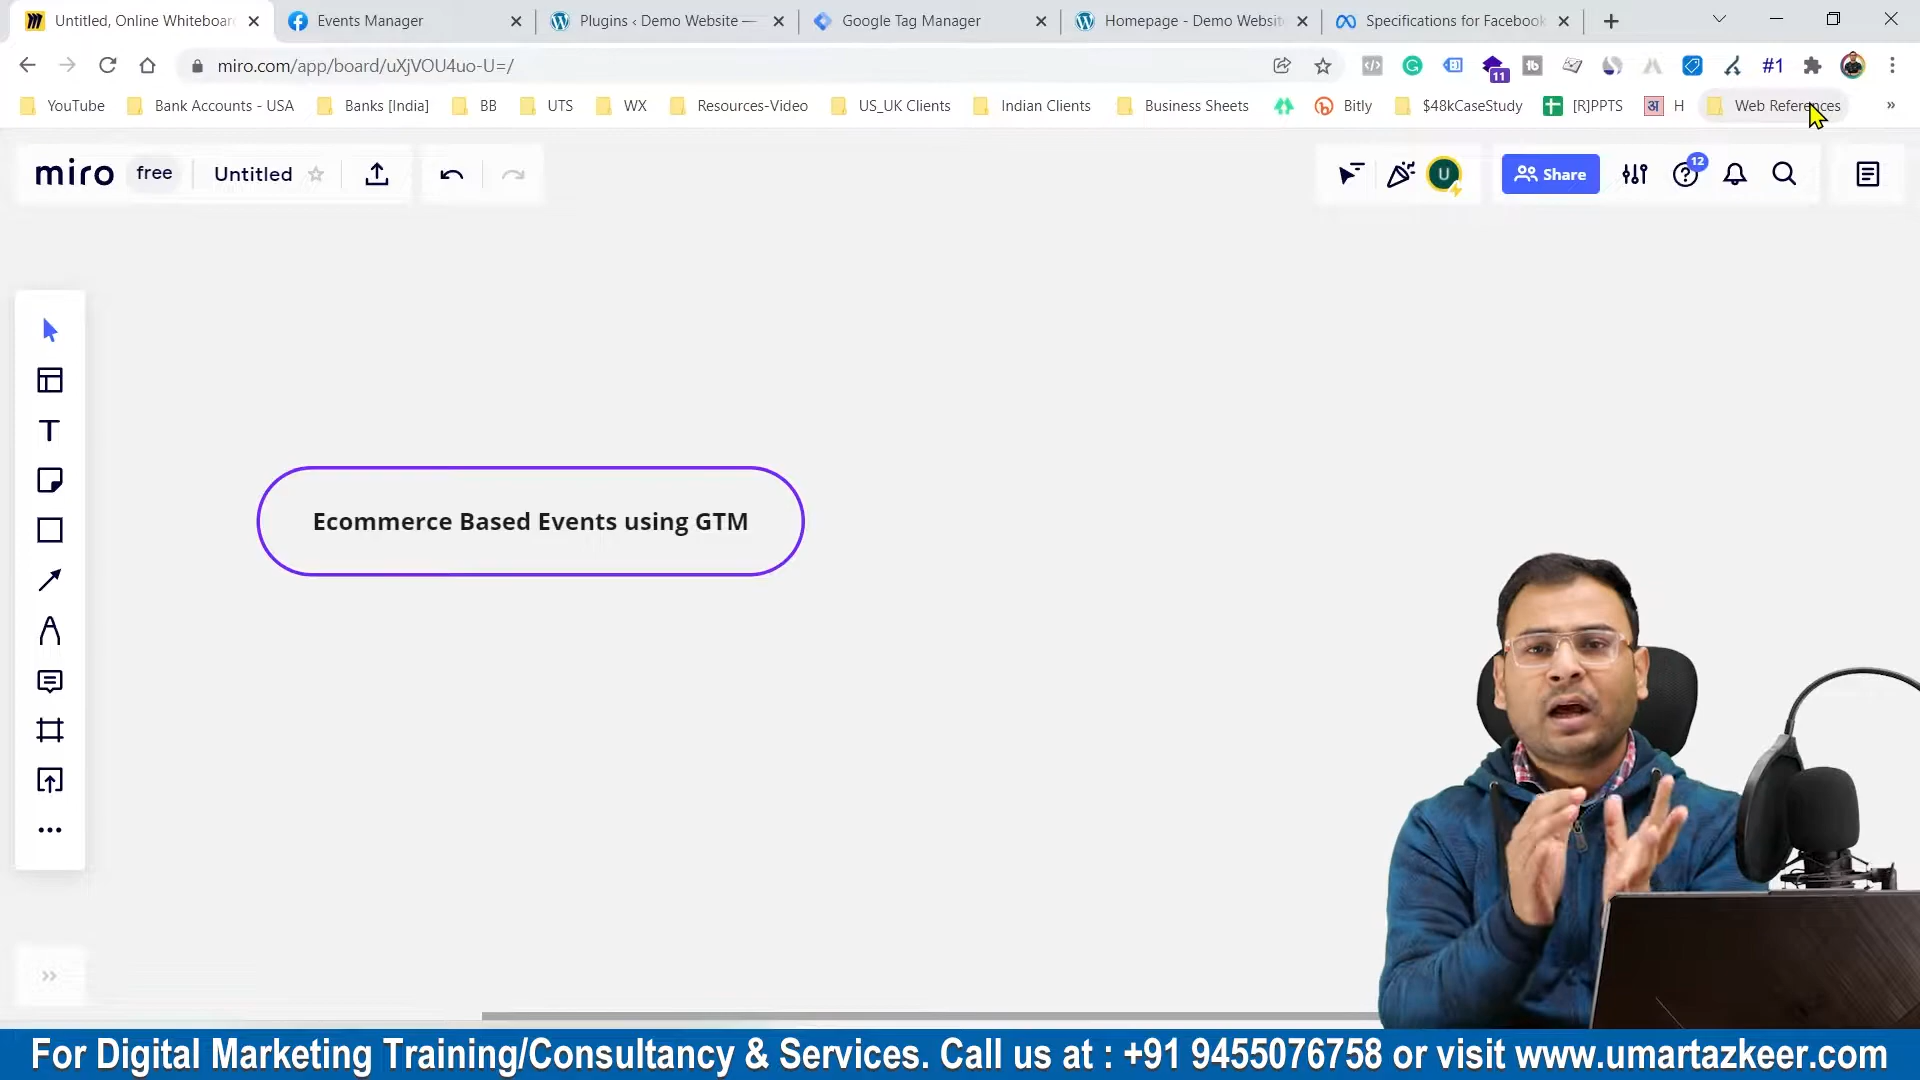 Untitled, Online Whiteboard
Events Manager
Plugins ‹ Demo Website —
Google Tag Manager
Homepage - Demo Websit
Specifications for Facebook
miro.com/app/board/uXjVOU4uo-U=/
11
#1
YouTube
Bank Accounts - USA
Banks [India]
BB
UTS
WX
Resources-Video
US_UK Clients
Indian Clients
Business Sheets
Bitly
$48kCaseStudy
[R]PPTS
अ
H
Web References
»
miro
free
Untitled
U
Share
12
Ecommerce Based Events using GTM
For Digital Marketing Training/Consultancy & Services. Call us at : +91 9455076758 or visit www.umartazkeer.com